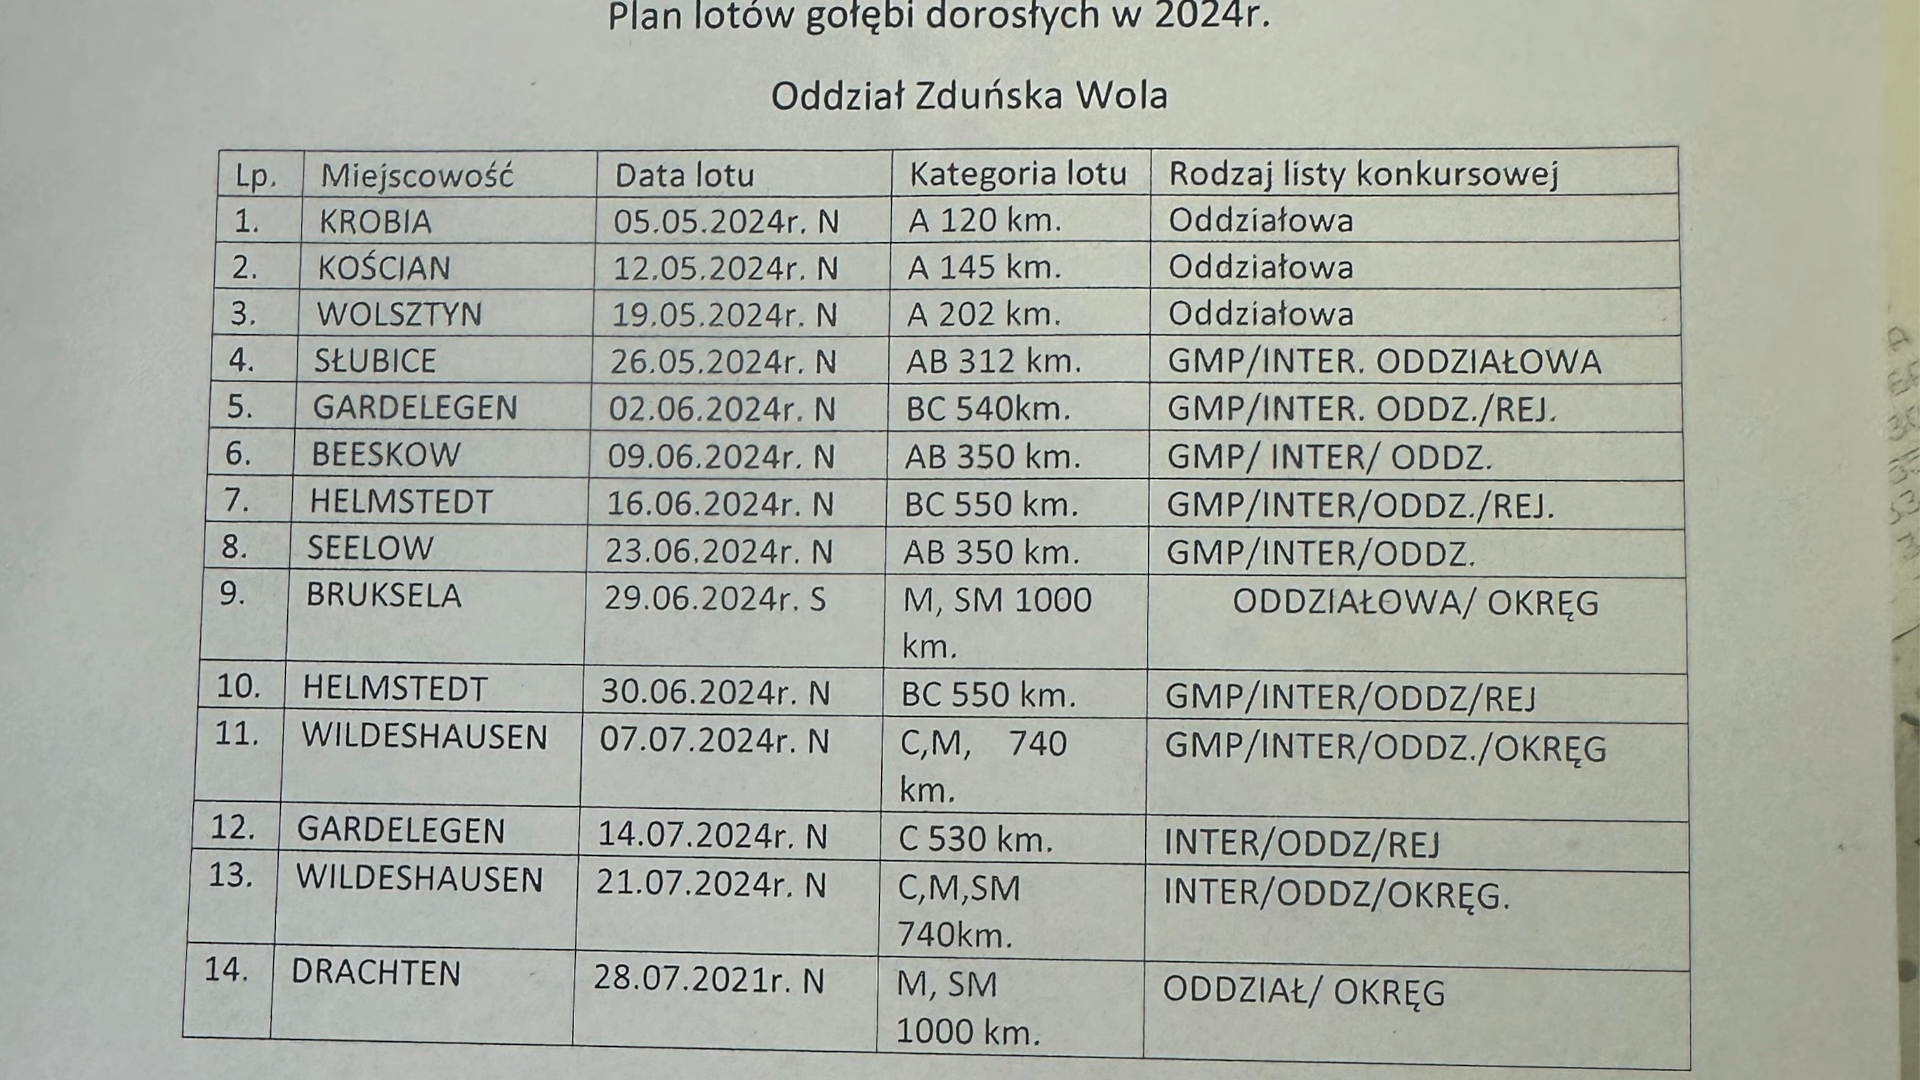 Plan lotów gołębi dorosłych w 2024r.
Oddział Zduńska Wola
Lp. Miejscowość Data lotu Kategoria lotu Rodzaj listy konkursowej
1. KROBIA 05.05.2024r. N A 120 km. Oddziałowa
2. KOŚCIAN 12.05.2024r. N A 145 km. Oddziałowa
3. WOLSZTYN 19.05.2024r. N A 202 km. Oddziałowa
4. SŁUBICE 26.05.2024r. N AB 312 km. GMP/INTER. ODDZIAŁOWA
5. GARDELEGEN 02.06.2024r. N BC 540km. GMP/INTER. ODDZ./REJ.
6. BEESKOW 09.06.2024r. N AB 350 km. GMP/ INTER/ ODDZ.
7. HELMSTEDT 16.06.2024r. N BC 550 km. GMP/INTER/ODDZ./REJ.
8. SEELOW 23.06.2024r. N AB 350 km. GMP/INTER/ODDZ.
9. BRUKSELA 29.06.2024r. S M, SM 1000 ODDZIAŁOWA/ OKRĘG
km.
10. HELMSTEDT 30.06.2024r. N BC 550 km. GMP/INTER/ODDZ/REJ
11. WILDESHAUSEN 07.07.2024r. N C,M, 740 GMP/INTER/ODDZ./OKRĘG
km.
12. GARDELEGEN 14.07.2024r. N C 530 km. INTER/ODDZ/REJ
13. WILDESHAUSEN 21.07.2024r. N C,M,SM INTER/ODDZ/OKRĘG.
740km.
14. DRACHTEN 28.07.2021r. N M, SM ODDZIAŁ/ OKRĘG
1000 km.